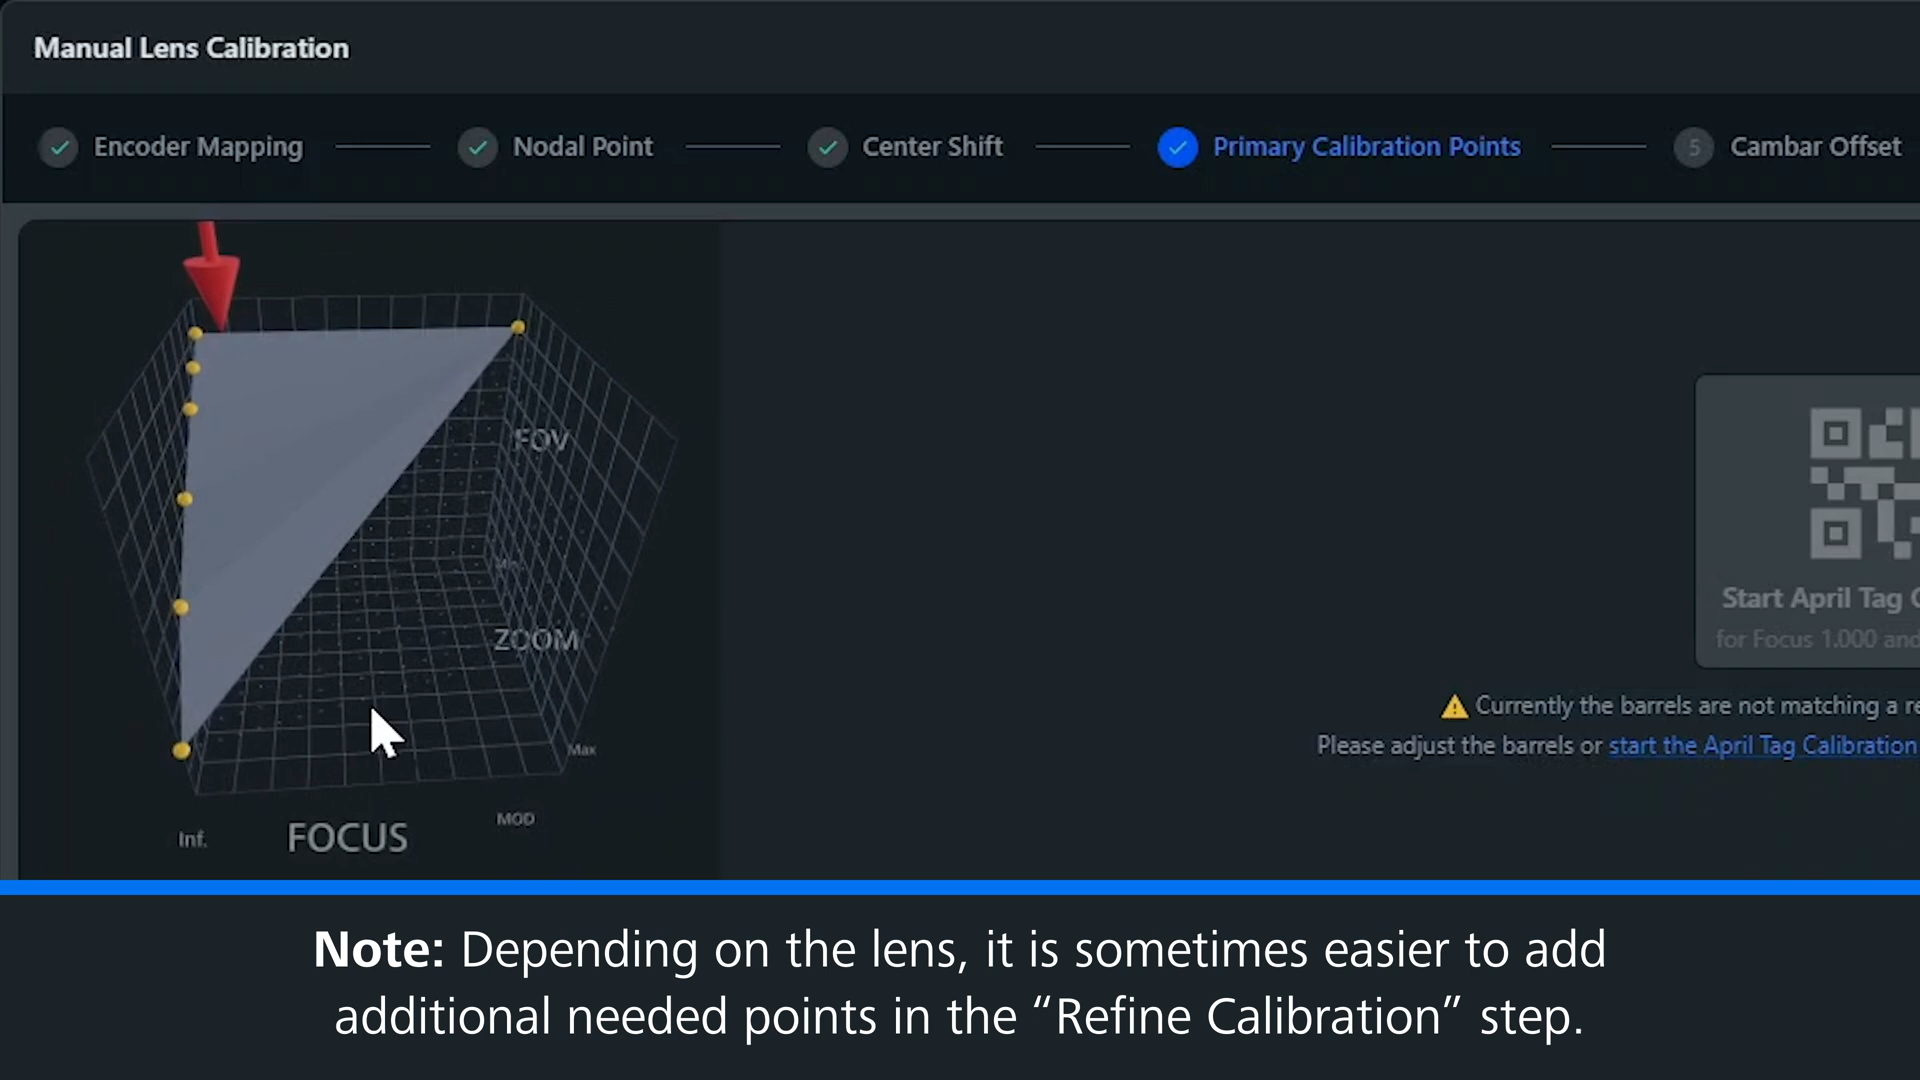 Manual Lens Calibration
Encoder Mapping
Nodal Point
Center Shift
Primary Calibration Points
5 Cambar Offset
FOV
Min
ZOOM
Max
MOD
Inf.
FOCUS
Start April Tag
for Focus 1.000 and
Currently the barrels are not matching a
Please adjust the barrels or start the April Tag Calibration
Note: Depending on the lens, it is sometimes easier to add
additional needed points in the “Refine Calibration” step.